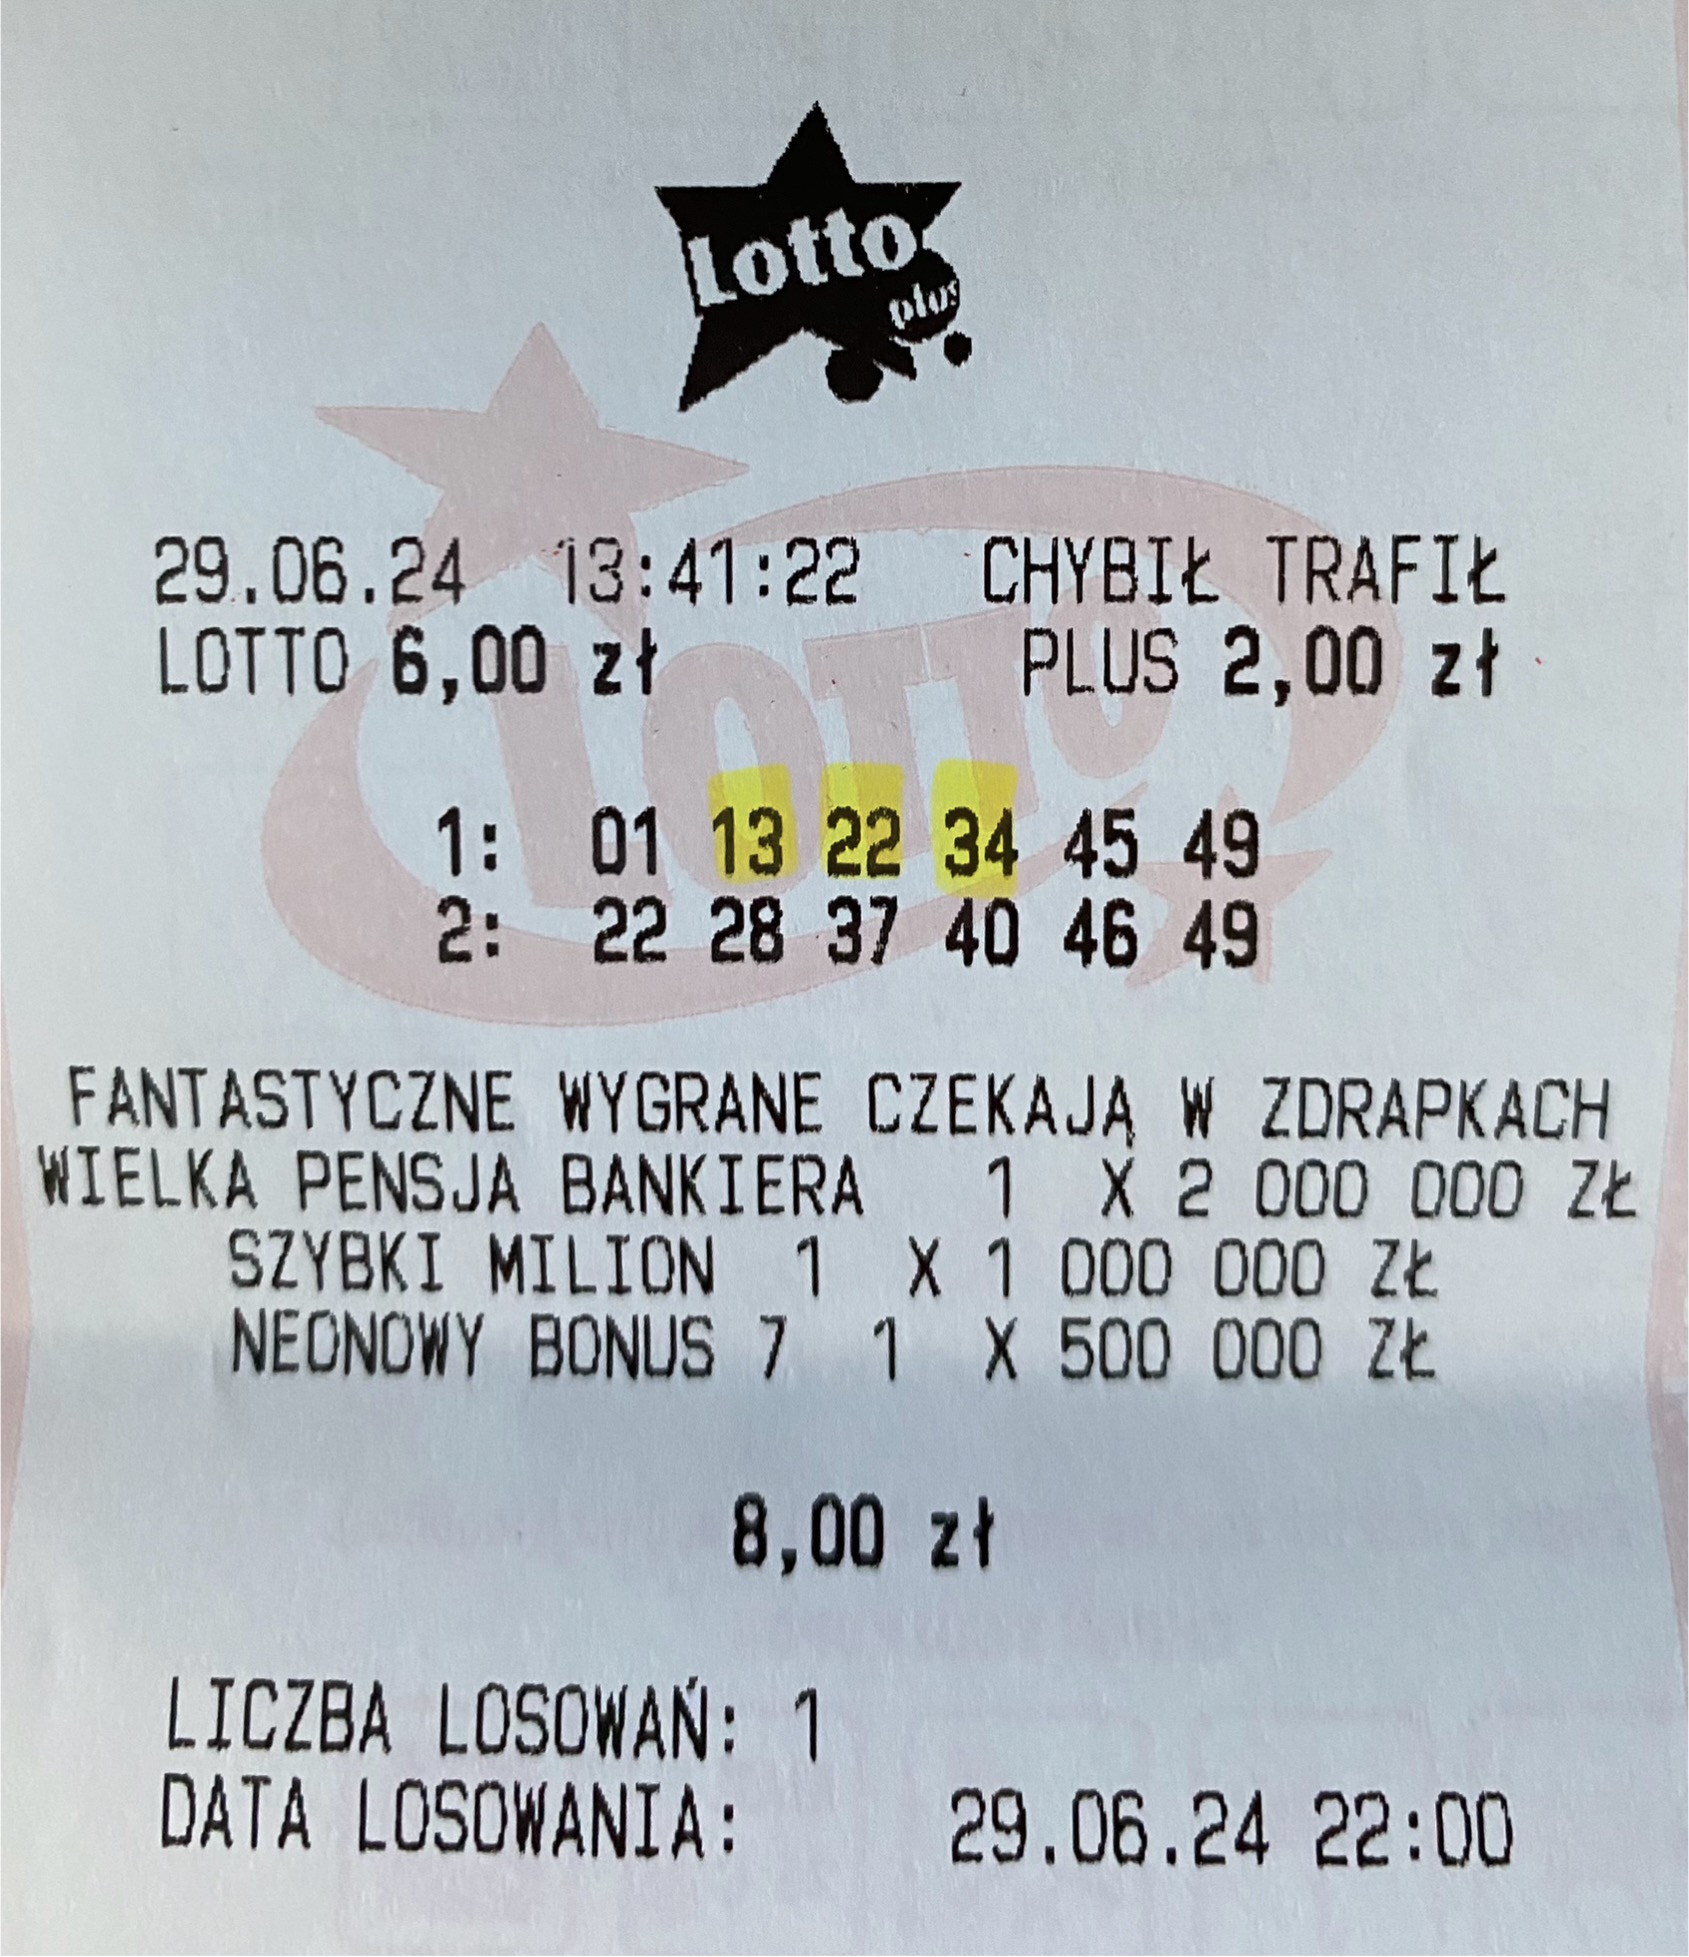 Lotto
plus
29.06.24 13:41:22 CHYBIŁ TRAFIŁ
LOTTO 6,00 zł PLUS 2,00 zł
LOTTO
1: 01 13 22 34 45 49
2: 22 28 37 40 46 49
FANTASTYCZNE WYGRANE CZEKAJĄ W ZDRAPKACH
WIELKA PENSJA BANKIERA 1 X 2 000 000 ZŁ
SZYBKI MILION 1 X 1 000 000 ZŁ
NEONOWY BONUS 7 1 X 500 000 ZŁ
8,00 zł
LICZBA LOSOWAŃ: 1
DATA LOSOWANIA: 29.06.24 22:00